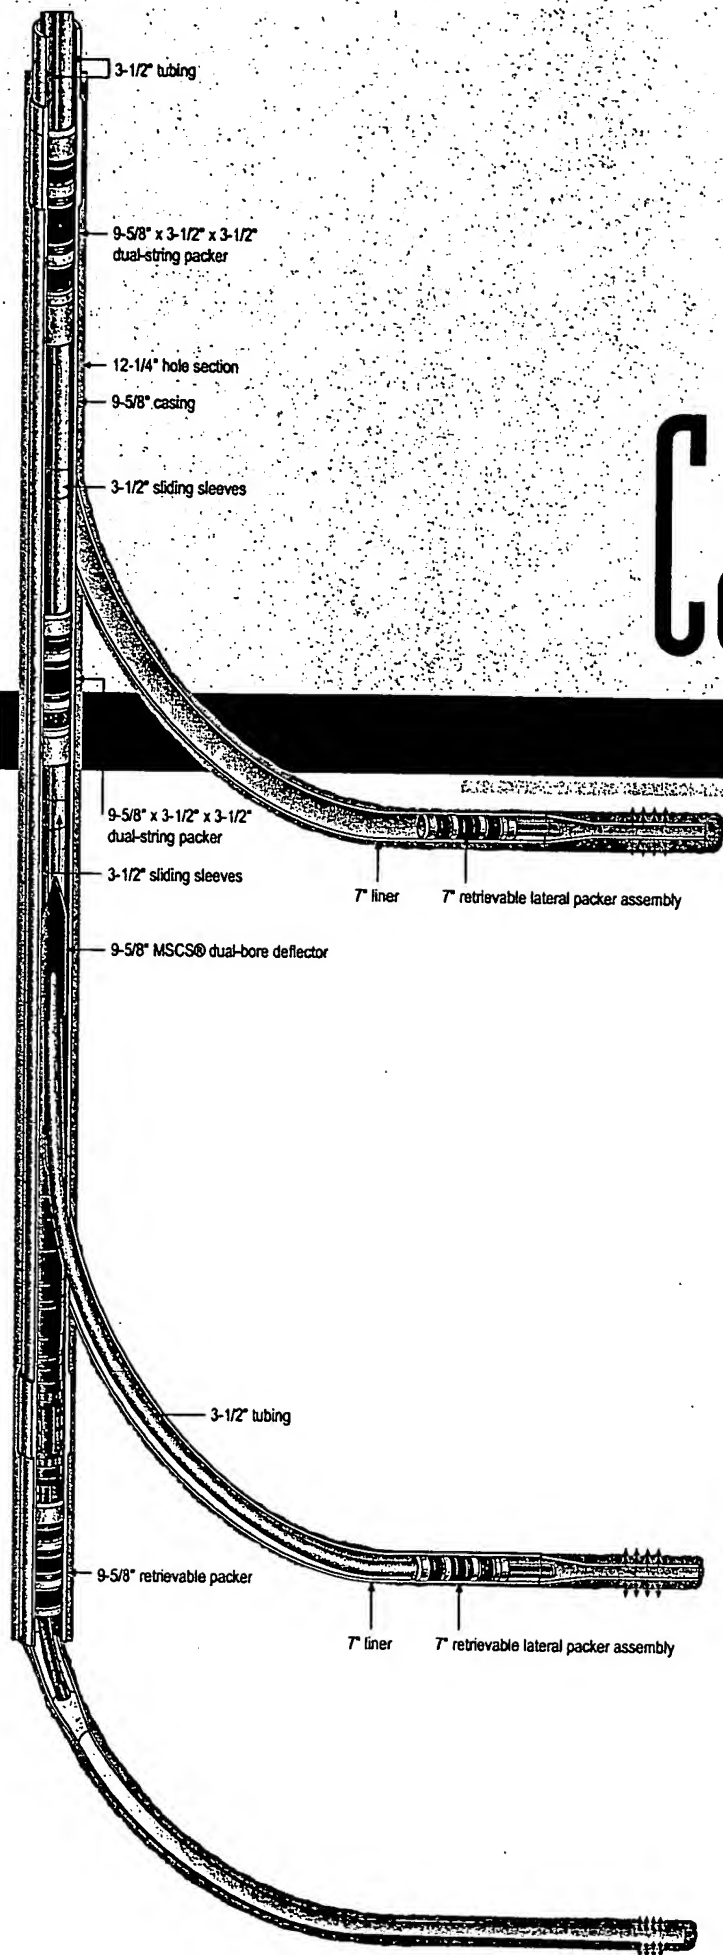 3-1/2" tubing
9-5/8" x 3-1/2" x 3-1/2"
dual-string packer
12-1/4" hole section
9-5/8" casing
3-1/2" sliding sleeves
9-5/8" x 3-1/2" x 3-1/2"
dual-string packer
7" liner
7" retrievable lateral packer assembly
3-1/2" sliding sleeves
9-5/8" MSCS® dual-bore deflector
3-1/2" tubing
9-5/8" retrievable packer
7" liner
7" retrievable lateral packer assembly